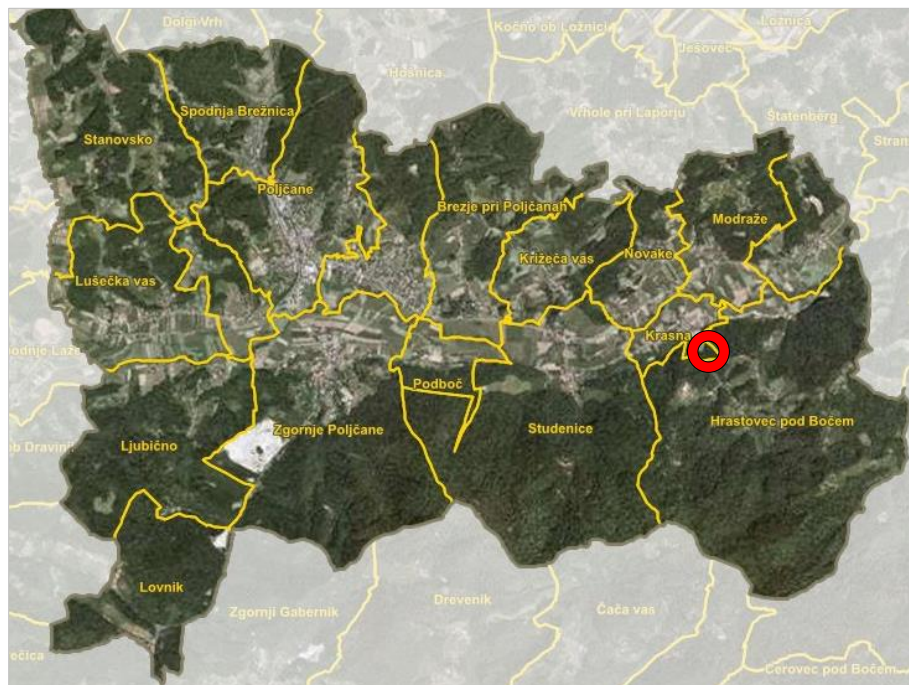 Dolgi Vrh
Kočno ob Ložnici
Ložnica
Ješovec
Hošnica
Spodnja Brežnica
Vrhole pri Laporju
Štatenberg
Stanovsko
Poljčane
Brezje pri Poljčanah
Modraže
Križeča vas
Novake
Lušečka vas
Krasna
Podboč
Ljubično
Zgornje Poljčane
Studenice
Hrastovec pod Bočem
Lovnik
Zgornji Gabernik
Drevenik
Čača vas
Cerovec pod Bočem